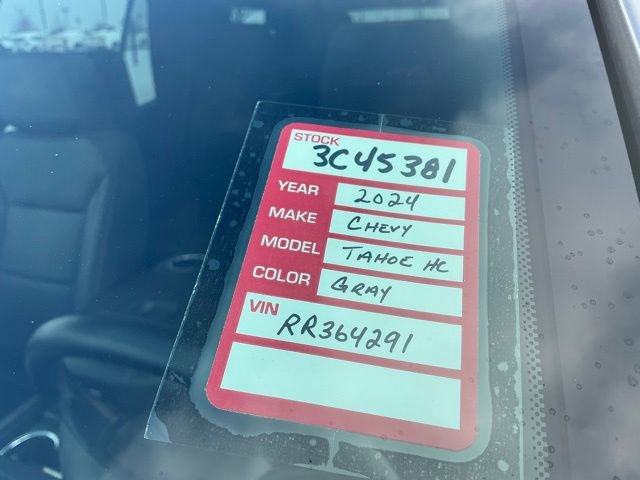 STOCK
3C45381
YEAR 2024
MAKE CHEVY
MODEL TAHOE HC
COLOR GRAY
VIN
RR364291